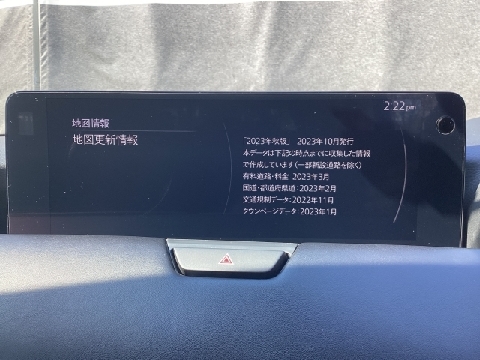 2:22pm
地図情報
地図更新情報
「2023年秋版」 2023年10月発行
本データは下記の時点までに収集した情報
で作成しています(一部新設道路を除く)
有料道路・料金:2023年3月
国道・都道府県道:2023年2月
交通規制データ:2022年11月
タウンページデータ:2023年1月